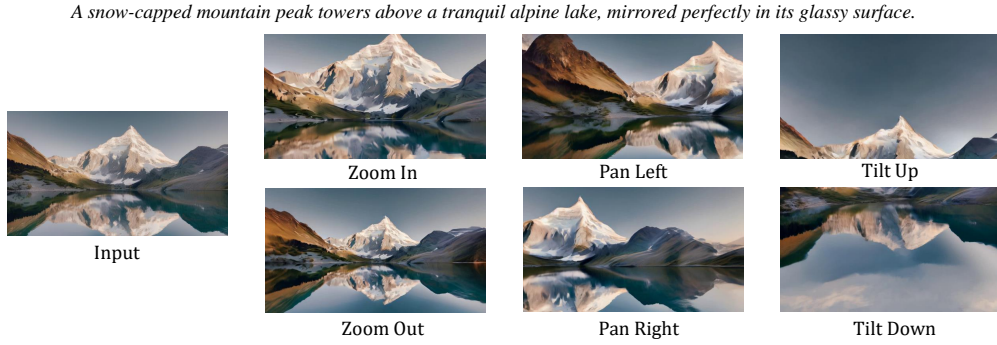 A snow-capped mountain peak towers above a tranquil alpine lake, mirrored perfectly in its glassy surface.
Zoom In
Pan Left
Tilt Up
Input
Zoom Out
Pan Right
Tilt Down